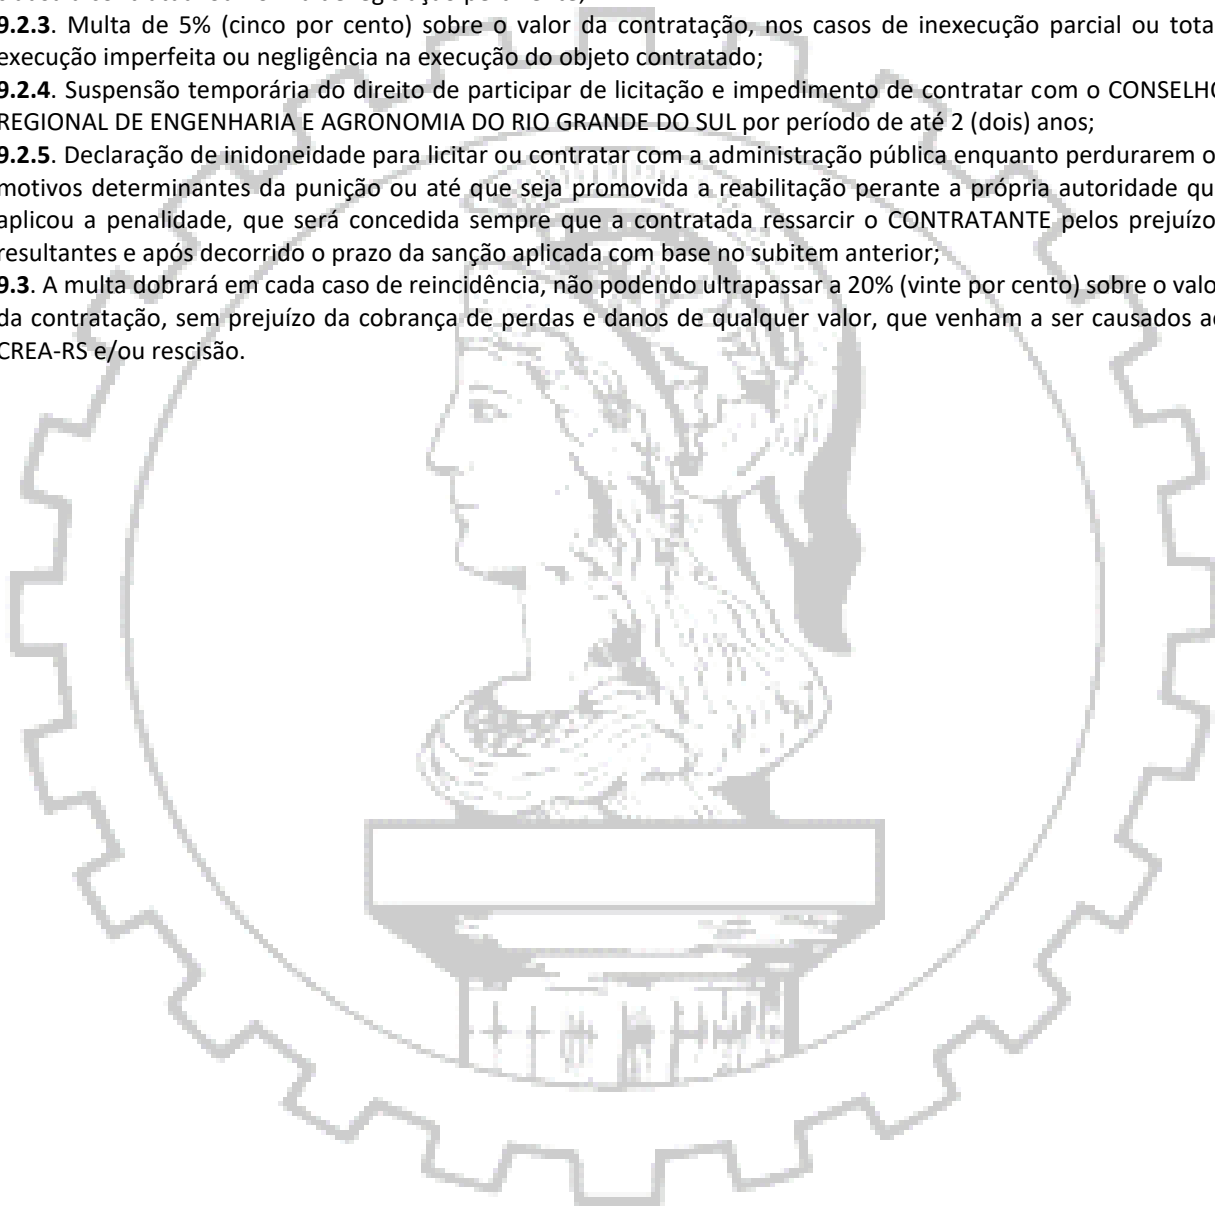 9.2.3. Multa de 5% (cinco por cento) sobre o valor da contratação, nos casos de inexecução parcial ou tota
execução imperfeita ou negligência na execução do objeto contratado;
9.2.4. Suspensão temporária do direito de participar de licitação e impedimento de contratar com o CONSELHO
REGIONAL DE ENGENHARIA E AGRONOMIA DO RIO GRANDE DO SUL por período de até 2 (dois) anos;
9.2.5. Declaração de inidoneidade para licitar ou contratar com a administração pública enquanto perdurarem o
motivos determinantes da punição ou até que seja promovida a reabilitação perante a própria autoridade qu
aplicou a penalidade, que será concedida sempre que a contratada ressarcir o CONTRATANTE pelos prejuízo
resultantes e após decorrido o prazo da sanção aplicada com base no subitem anterior;
9.3. A multa dobrará em cada caso de reincidência, não podendo ultrapassar a 20% (vinte por cento) sobre o valo
da contratação, sem prejuízo da cobrança de perdas e danos de qualquer valor, que venham a ser causados ao
CREA-RS e/ou rescisão.